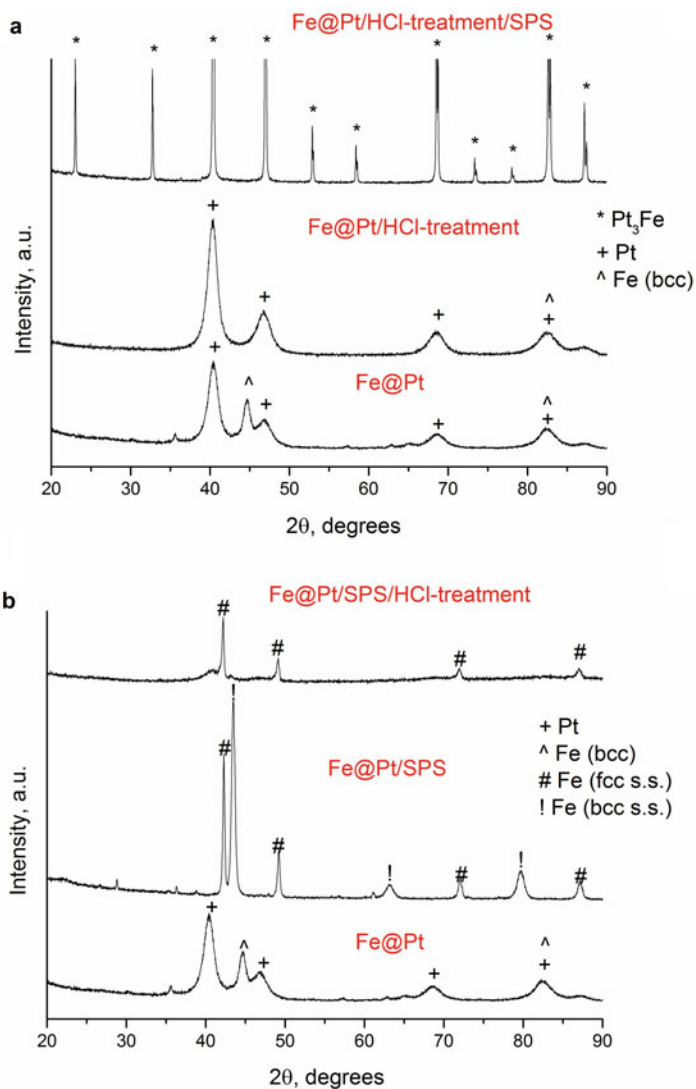 a
Fe@Pt/HCl-treatment/SPS
* * * * * * * * * * *
Fe@Pt/HCl-treatment
+ + + ^ +
* Pt₃Fe
+ Pt
^ Fe (bcc)
Fe@Pt
+ ^ + + ^ +
Intensity, a.u.
20 30 40 50 60 70 80 90
2θ, degrees
b
Fe@Pt/SPS/HCl-treatment
# # # #
Fe@Pt/SPS
# ! # ! # ! #
+ Pt
^ Fe (bcc)
# Fe (fcc s.s.)
! Fe (bcc s.s.)
Fe@Pt
+ ^ + + ^ +
Intensity, a.u.
20 30 40 50 60 70 80 90
2θ, degrees